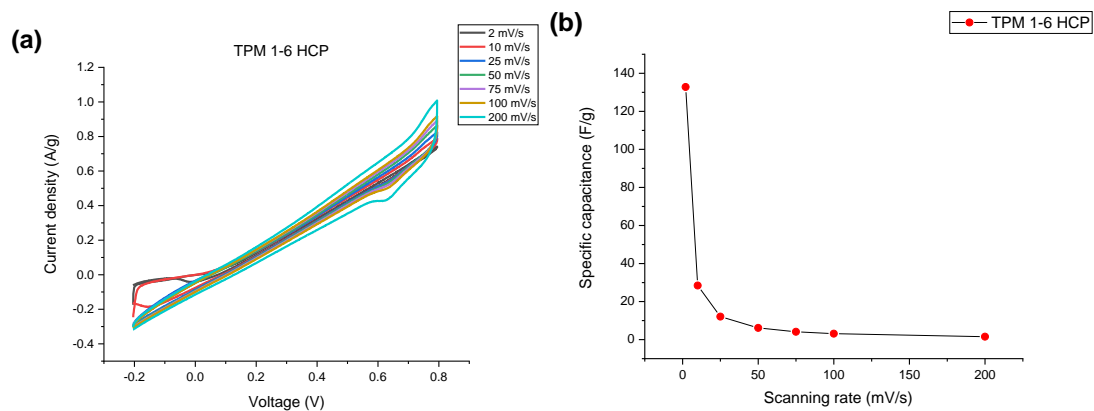 (a)
TPM 1-6 HCP
2 mV/s
10 mV/s
25 mV/s
50 mV/s
75 mV/s
100 mV/s
200 mV/s
1.2
1.0
0.8
0.6
0.4
0.2
0.0
-0.2
-0.4
Current density (A/g)
-0.2 0.0 0.2 0.4 0.6 0.8
Voltage (V)
(b)
TPM 1-6 HCP
140
120
100
80
60
40
20
0
Specific capacitance (F/g)
0 50 100 150 200
Scanning rate (mV/s)